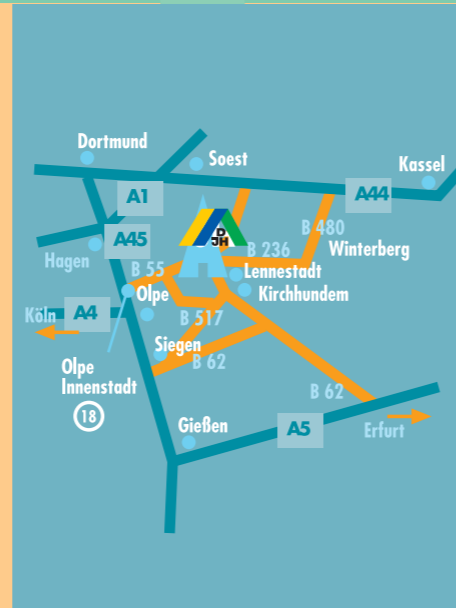 Dortmund
Soest
Kassel
A1
A44
A45
DJH
B 480
B 236
Winterberg
Hagen
B 55
Lennestadt
Olpe
Kirchhundem
Köln
A4
B 517
Siegen
B 62
Olpe
Innenstadt
B 62
18
Gießen
A5
Erfurt